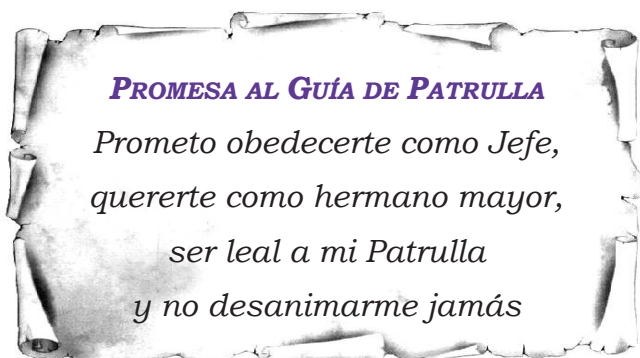 Promesa al Guía de Patrulla
Prometo obedecerte como Jefe,
quererte como hermano mayor,
ser leal a mi Patrulla
y no desanimarme jamás